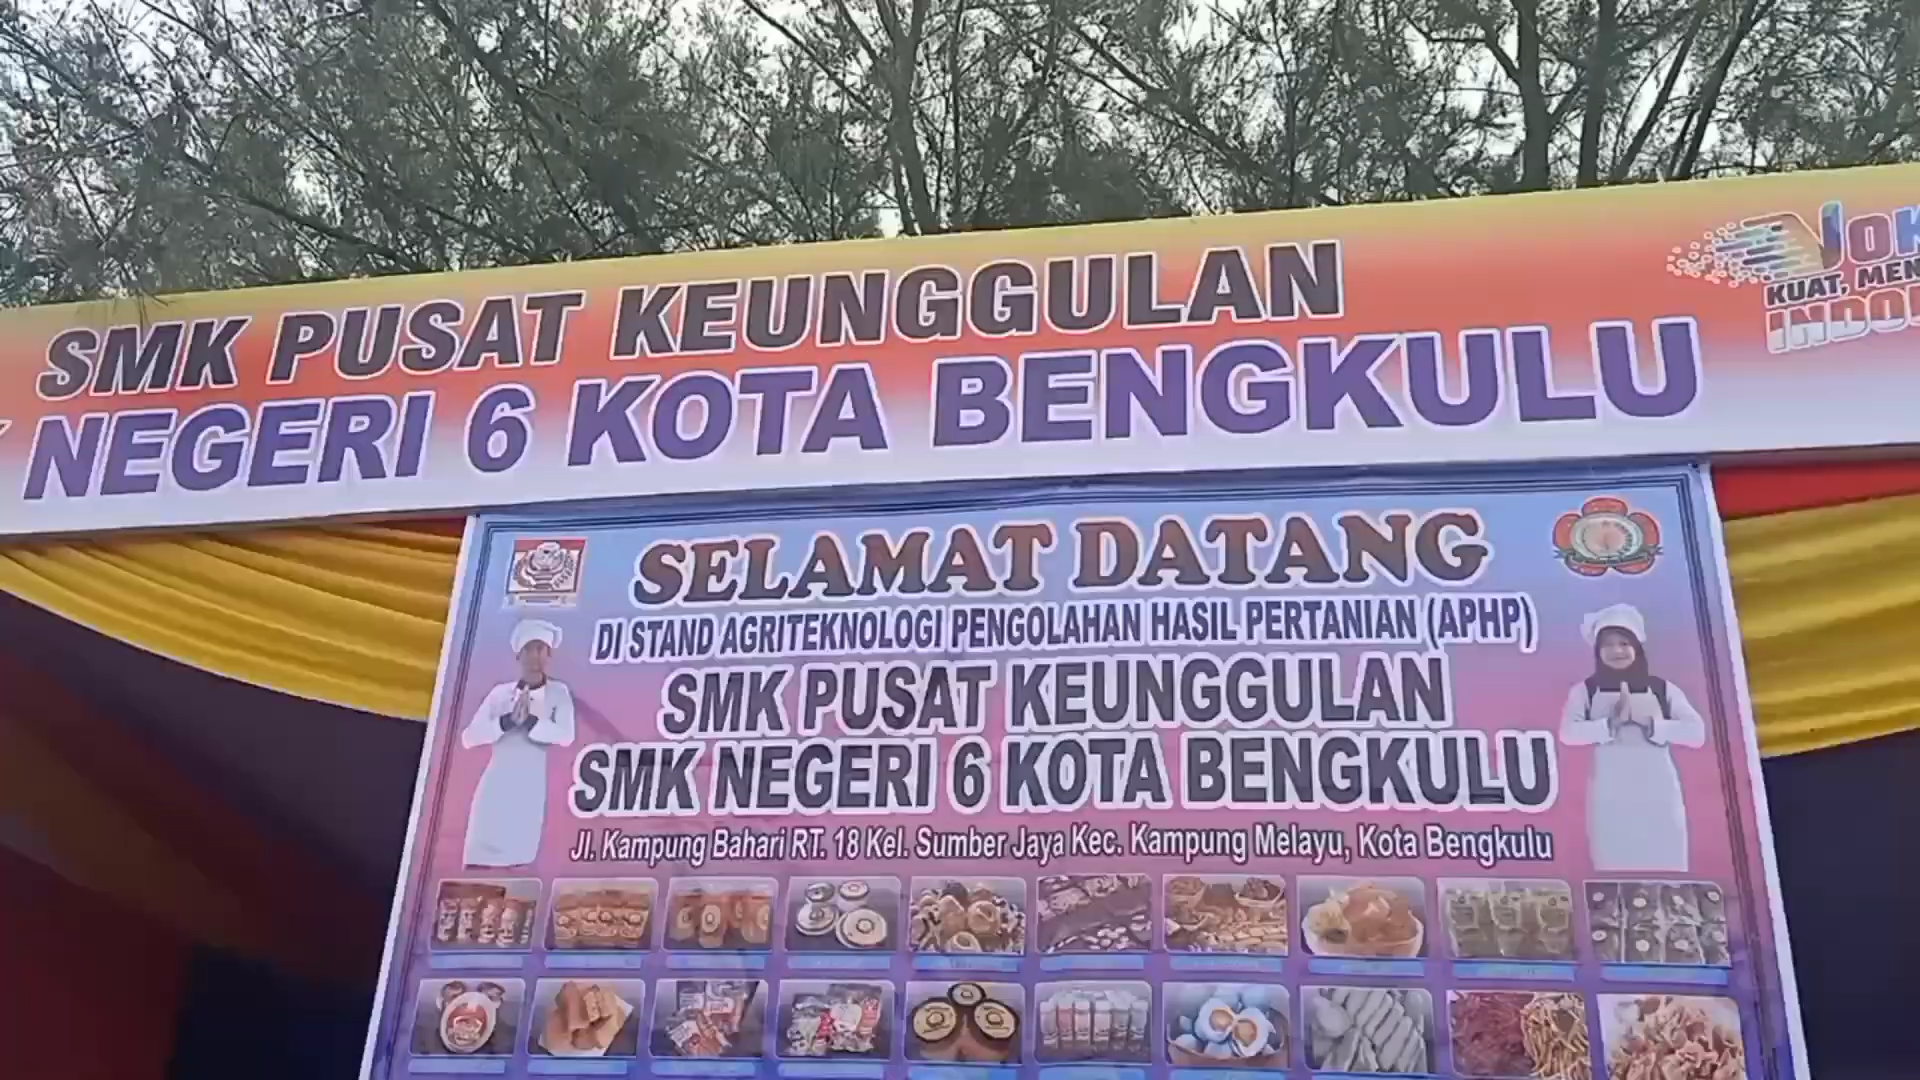 SMK PUSAT KEUNGGULAN
NEGERI 6 KOTA BENGKULU
KUAT, MEN
SELAMAT DATANG
DI STAND AGRITEKNOLOGI PENGOLAHAN HASIL PERTANIAN (APHP)
SMK PUSAT KEUNGGULAN
SMK NEGERI 6 KOTA BENGKULU
Jl. Kampung Bahari RT. 18 Kel. Sumber Jaya Kec. Kampung Melayu, Kota Bengkulu